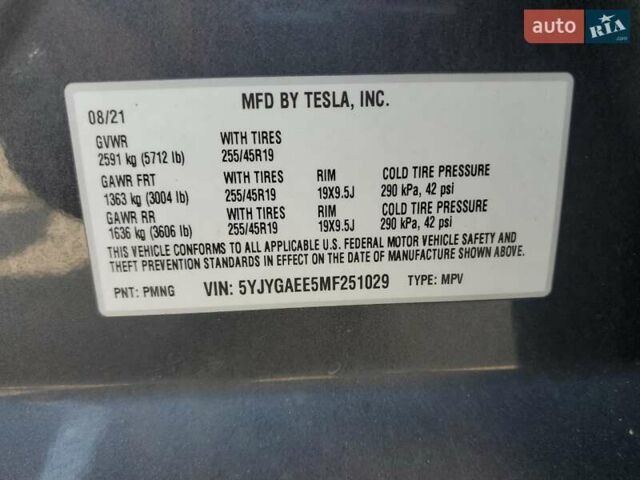 auto RIA.com
MFD BY TESLA, INC.
08/21
GVWR WITH TIRES
2591 kg (5712 lb) 255/45R19
GAWR FRT WITH TIRES RIM COLD TIRE PRESSURE
1363 kg (3004 lb) 255/45R19 19X9.5J 290 kPa, 42 psi
GAWR RR WITH TIRES RIM COLD TIRE PRESSURE
1636 kg (3606 lb) 255/45R19 19X9.5J 290 kPa, 42 psi
THIS VEHICLE CONFORMS TO ALL APPLICABLE U.S. FEDERAL MOTOR VEHICLE SAFETY AND
THEFT PREVENTION STANDARDS IN EFFECT ON THE DATE OF MANUFACTURE SHOWN ABOVE.
PNT: PMNG VIN: 5YJYGAEE5MF251029 TYPE: MPV